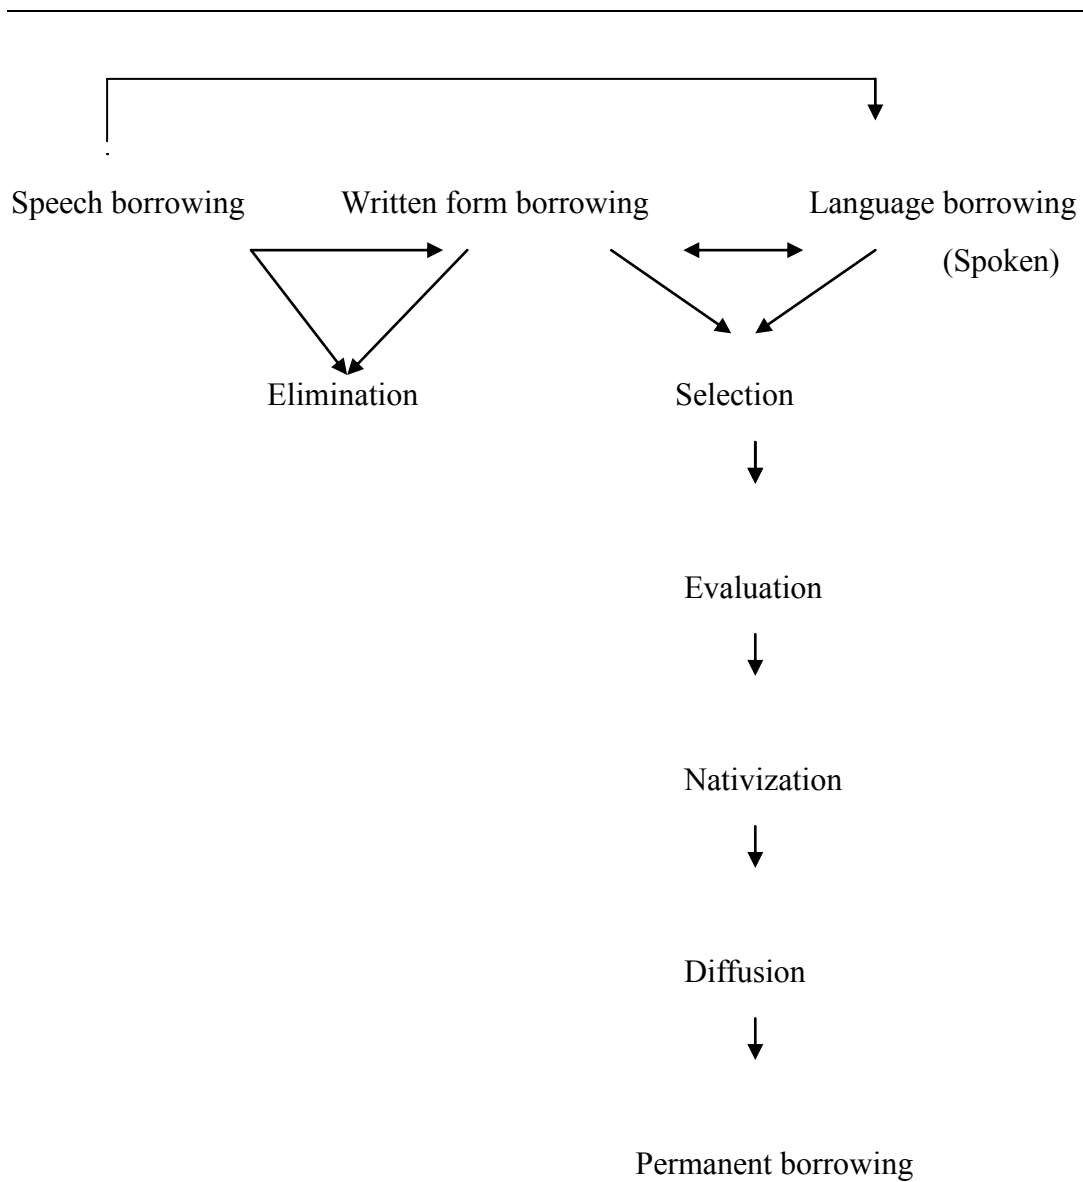 Speech borrowing Written form borrowing Language borrowing
(Spoken)
Elimination Selection
Evaluation
Nativization
Diffusion
Permanent borrowing